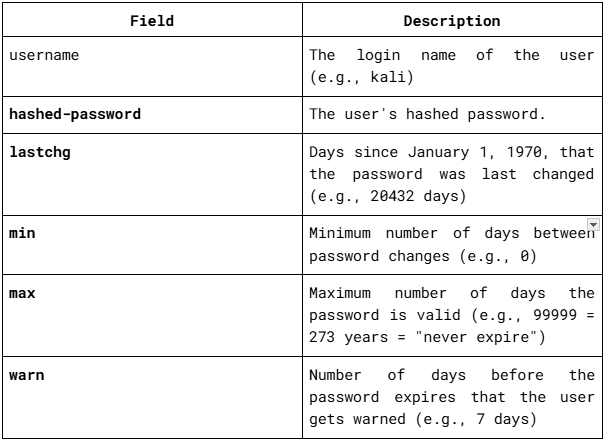 Field Description
username The login name of the user
(e.g., kali)
hashed-password The user's hashed password.
lastchg Days since January 1, 1970, that
the password was last changed
(e.g., 20432 days)
min Minimum number of days between
password changes (e.g., 0)
max Maximum number of days the
password is valid (e.g., 99999 =
273 years = "never expire")
warn Number of days before the
password expires that the user
gets warned (e.g., 7 days)